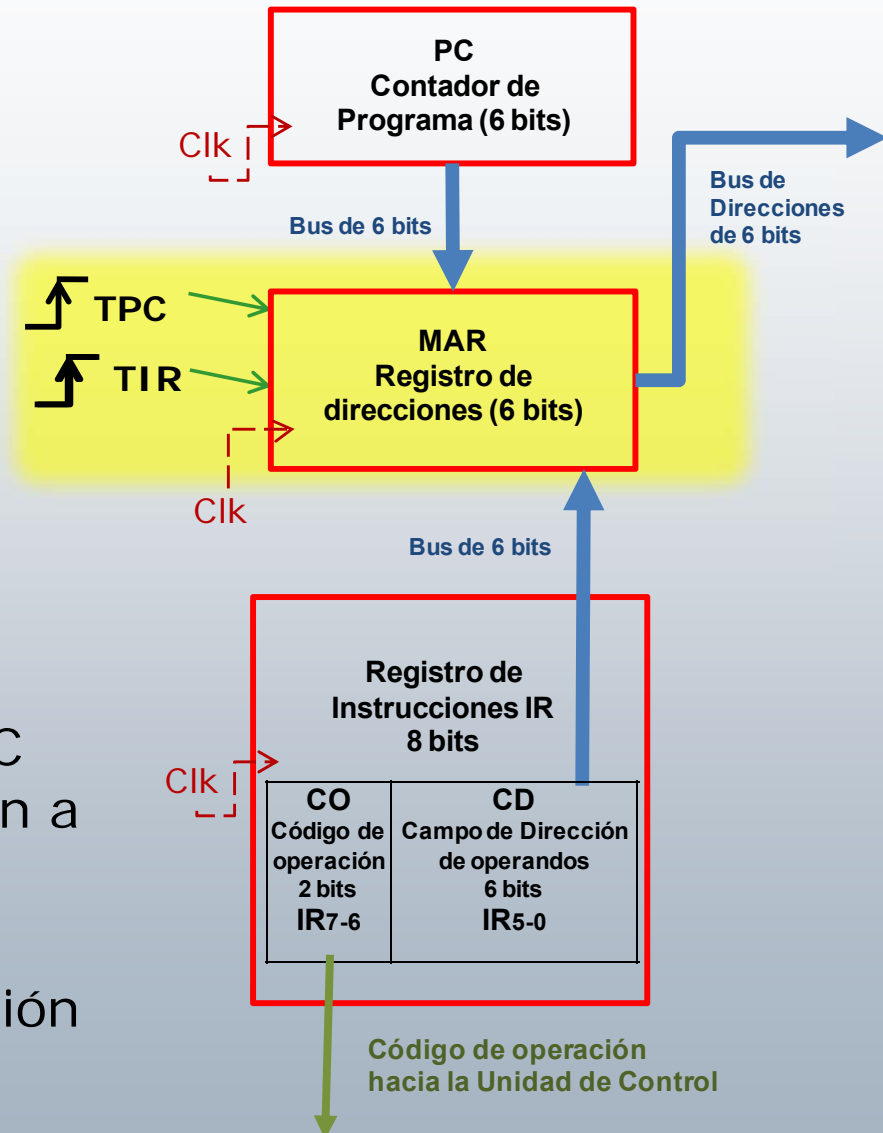 PC
Contador de
Programa (6 bits)
Clk
Bus de 6 bits
Bus de
Direcciones
de 6 bits
TPC
TIR
MAR
Registro de
direcciones (6 bits)
Clk
Bus de 6 bits
Registro de
Instrucciones IR
8 bits
C
n a
ión
Clk
CO
Código de
operación
2 bits
IR7-6
CD
Campo de Dirección
de operandos
6 bits
IR5-0
Código de operación
hacia la Unidad de Control